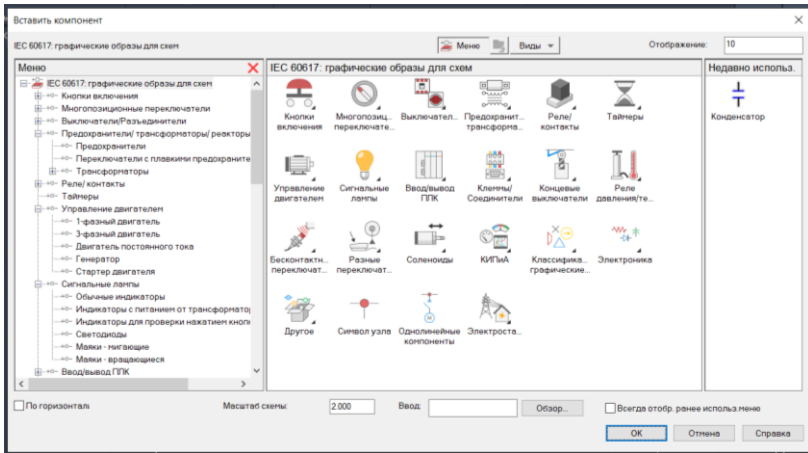 Вставить компонент
IEC 60617: графические образы для схем
Меню
Виды
Отображение:
10
Меню
IEC 60617: графические образы для схем
Кнопки включения
Многопозиционные переключатели
Выключатели/Разъединители
Предохранители/ трансформаторы/ реакторы
Предохранители
Переключатели с плавкими предохраните
Трансформаторы
Реле/ контакты
Таймеры
Управление двигателем
1-фазный двигатель
3-фазный двигатель
Двигатель постоянного тока
Генератор
Стартер двигателя
Сигнальные лампы
Обычные индикаторы
Индикаторы с питанием от трансформатор
Индикаторы для проверки нажатием кнопк
Светодиоды
Маяки - мигающие
Маяки - вращающиеся
Ввод/вывод ПЛК
IEC 60617: графические образы для схем
Кнопки
включения
Многопозиц...
переключате...
Выключател...
Предохранит...
трансформа...
Реле/
контакты
Таймеры
Управление
двигателем
Сигнальные
лампы
Ввод/вывод
ПЛК
Клеммы/
Соединители
Концевые
выключатели
Реле
давления/те...
Бесконтактн...
переключат...
Разные
переключат...
Соленоиды
КИПиА
Классифика...
графические...
Электроника
Другое
Символ узла
Однолинейные
компоненты
Электроста...
Недавно использ.
Конденсатор
По горизонтали
Масштаб схемы:
2.000
Ввод:
Обзор...
Всегда отобр. ранее использ.меню
ОК
Отмена
Справка